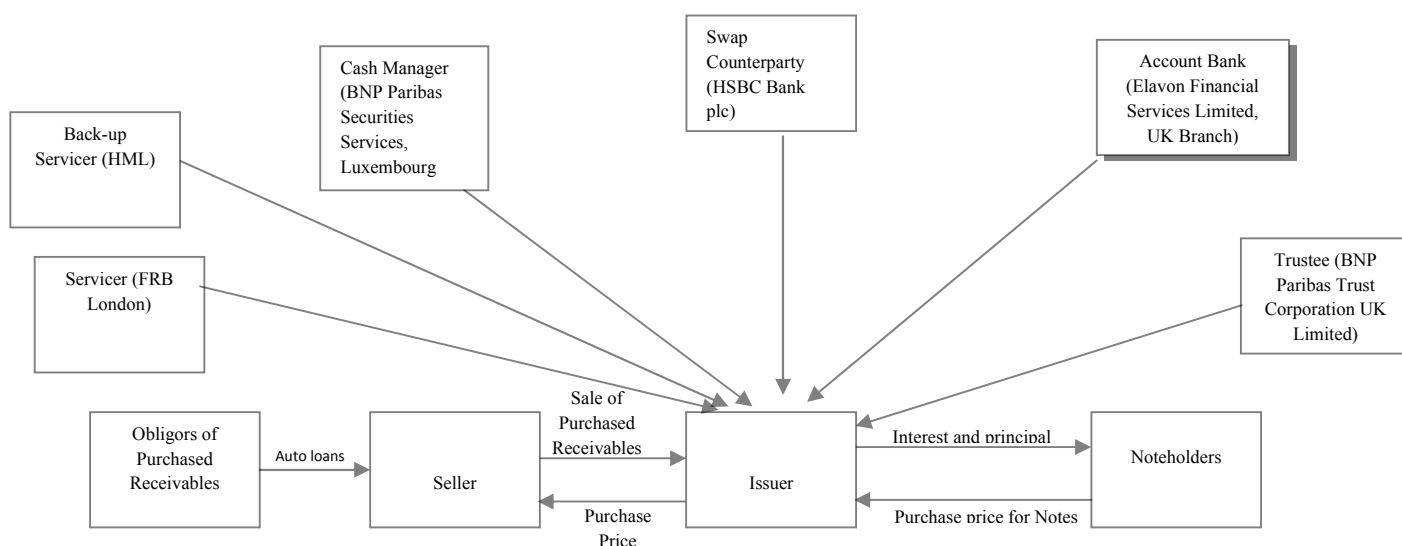 Swap
Counterparty
(HSBC Bank
plc)
Account Bank
(Elavon Financial
Services Limited,
UK Branch)
Cash Manager
(BNP Paribas
Securities
Services,
Luxembourg
Back-up
Servicer (HML)
Servicer (FRB
London)
Trustee (BNP
Paribas Trust
Corporation UK
Limited)
Obligors of
Purchased
Receivables
Auto loans
Seller
Sale of
Purchased
Receivables
Purchase
Price
Issuer
Interest and principal
Purchase price for Notes
Noteholders